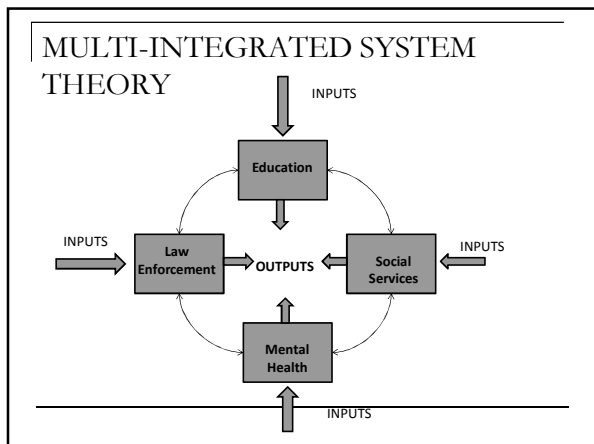 MULTI-INTEGRATED SYSTEM
THEORY
INPUTS
Education
INPUTS
Law
Enforcement
OUTPUTS
Social
Services
INPUTS
Mental
Health
INPUTS